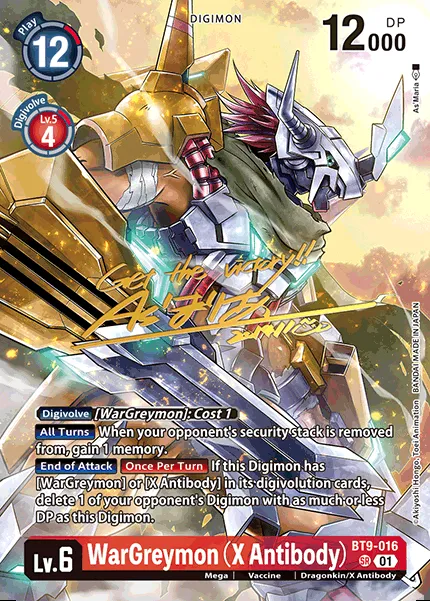 DIGIMON
Play
12
12000
DP
Digivolve
Lv.5
4
As'Maria
Get the victory!!
Digivolve [WarGreymon]: Cost 1
All Turns When your opponent's security stack is removed
from, gain 1 memory.
End of Attack Once Per Turn If this Digimon has
[WarGreymon] or [X Antibody] in its digivolution cards,
delete 1 of your opponent's Digimon with as much or less
DP as this Digimon.
©Akiyoshi Hongo, Toei Animation BANDAI MADE IN JAPAN
Lv.6
WarGreymon (X Antibody)
BT9-016
SR 01
Mega | Vaccine | Dragonkin/X Antibody